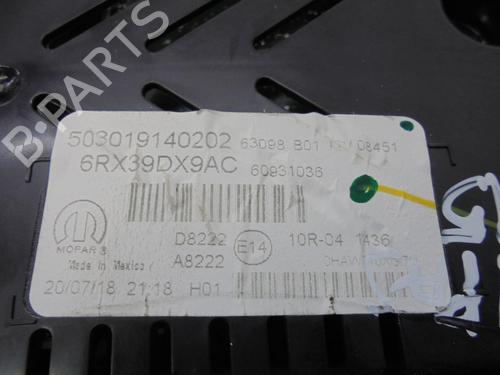 B-PARTS
503019140202 63098 B01 08451
6RX39DX9AC 60931036
MOPAR®
Made in Mexico
D8222
A8222
E14
10R-04 1436
20/07/18 21:18 H01